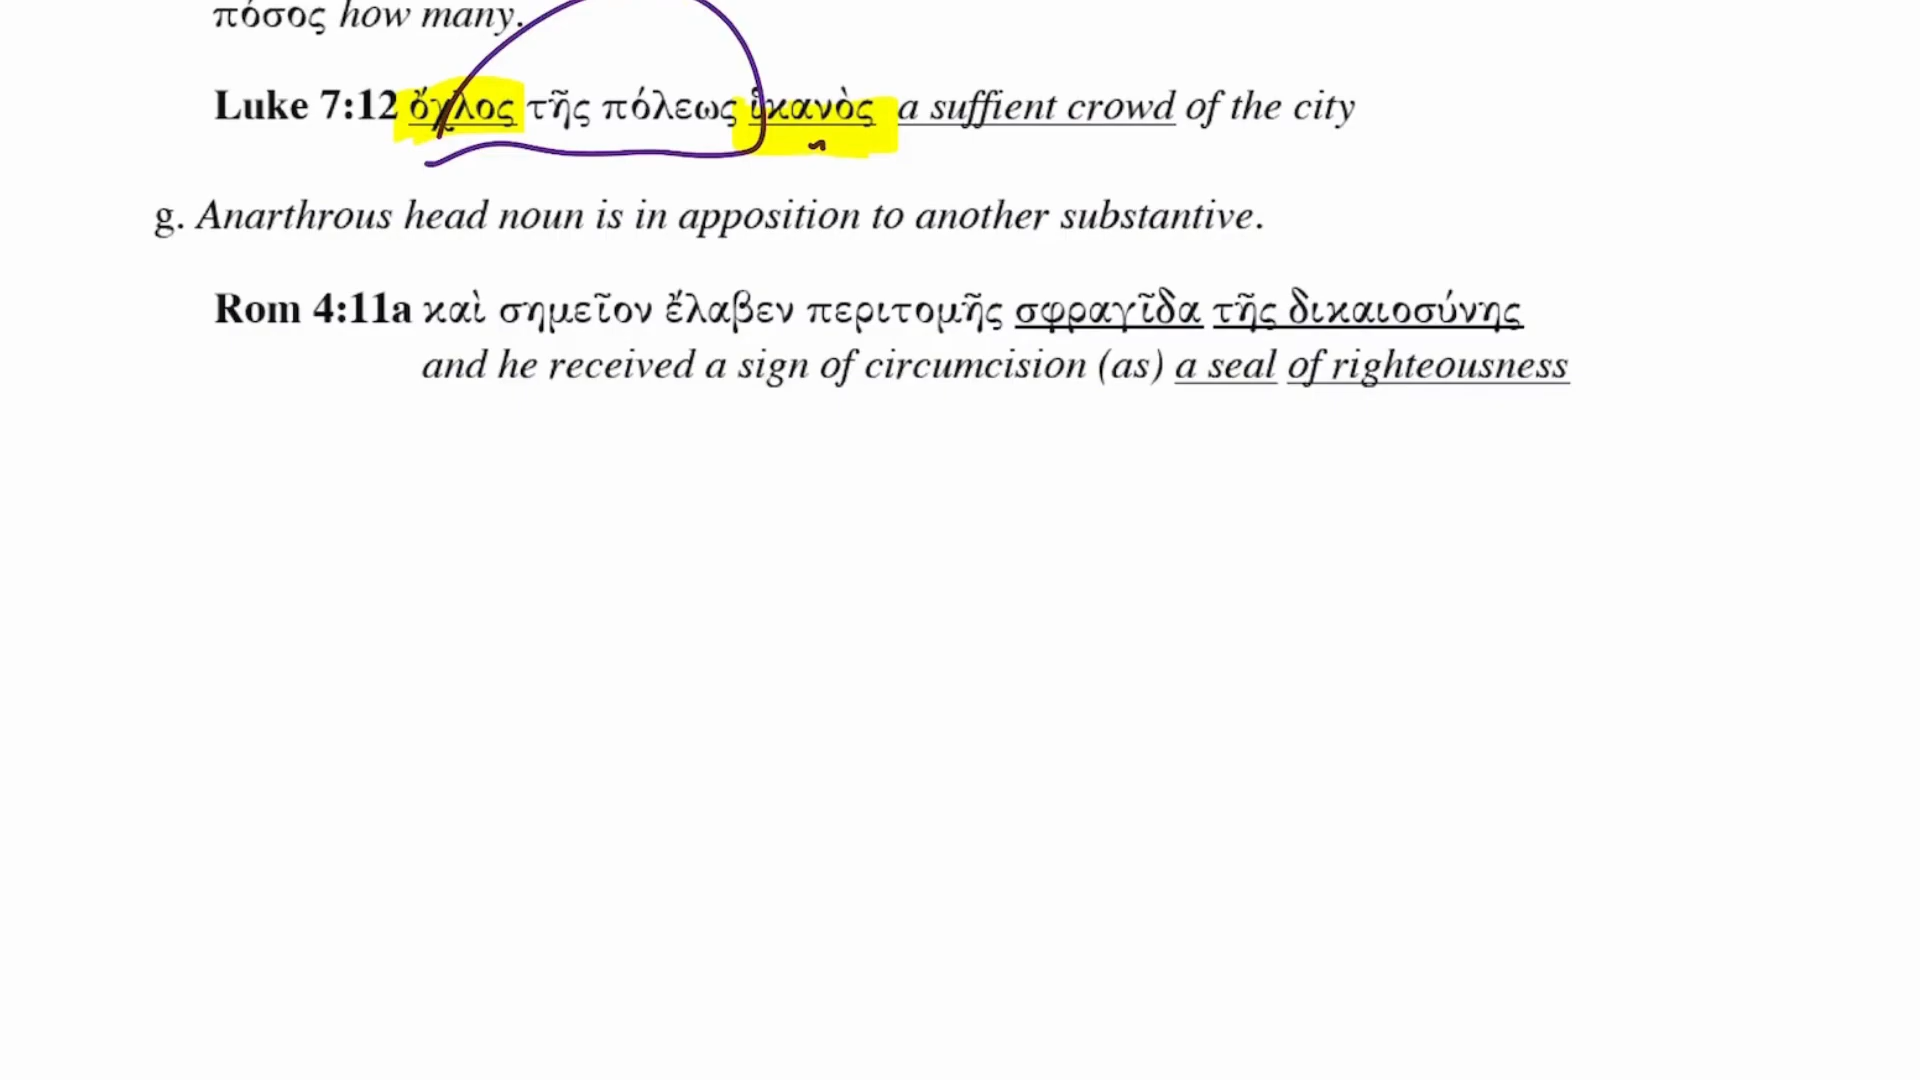 πόσος how many.
Luke 7:12 ὄχλος τῆς πόλεως ἱκανὸς a suffient crowd of the city
g. Anarthrous head noun is in apposition to another substantive.
Rom 4:11a καὶ σημεῖον ἔλαβεν περιτομῆς σφραγῖδα τῆς δικαιοσύνης
and he received a sign of circumcision (as) a seal of righteousness